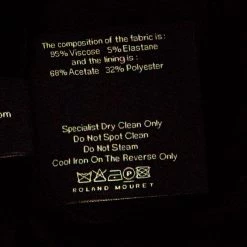 The composition of the fabric is :
95% Viscose  5% Elastane
and the lining is :
68% Acetate  32% Polyester
om
Specialist Dry Clean Only
Do Not Spot Clean
Do Not Steam
Cool Iron On The Reverse Only
ROLAND MOURET